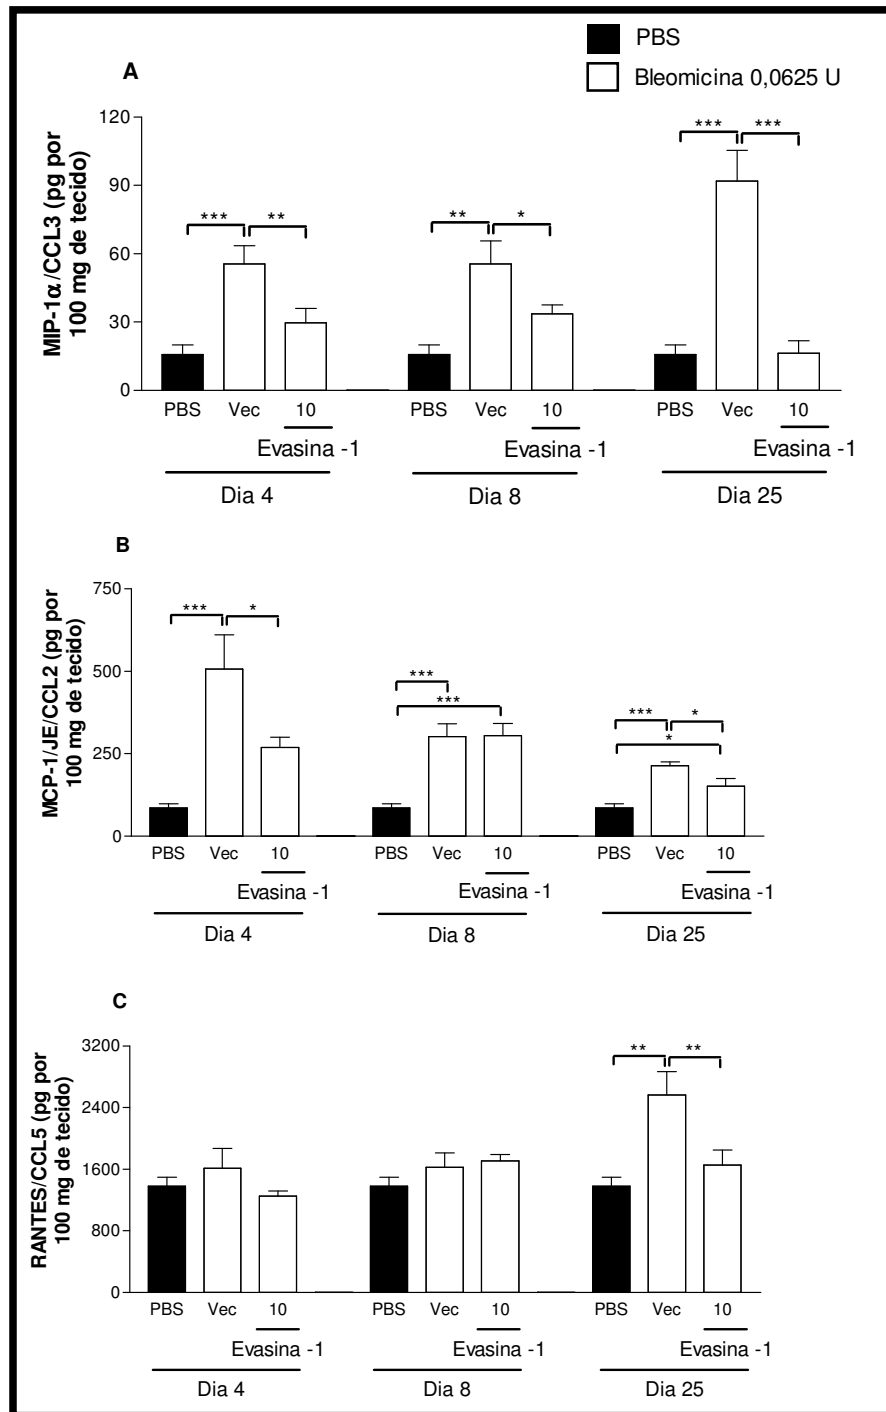 PBS
Bleomicina 0,0625 U
A
MIP-1α/CCL3 (pg por
100 mg de tecido)
120
90
60
30
0
*** ** ** * *** ***
PBS Vec 10 PBS Vec 10 PBS Vec 10
Evasina -1 Evasina -1 Evasina -1
Dia 4 Dia 8 Dia 25
B
MCP-1/JE/CCL2 (pg por
100 mg de tecido)
750
500
250
0
*** *
***
***
*** *
*
PBS Vec 10 PBS Vec 10 PBS Vec 10
Evasina -1 Evasina -1 Evasina -1
Dia 4 Dia 8 Dia 25
C
RANTES/CCL5 (pg por
100 mg de tecido)
3200
2400
1600
800
0
** **
PBS Vec 10 PBS Vec 10 PBS Vec 10
Evasina -1 Evasina -1 Evasina -1
Dia 4 Dia 8 Dia 25